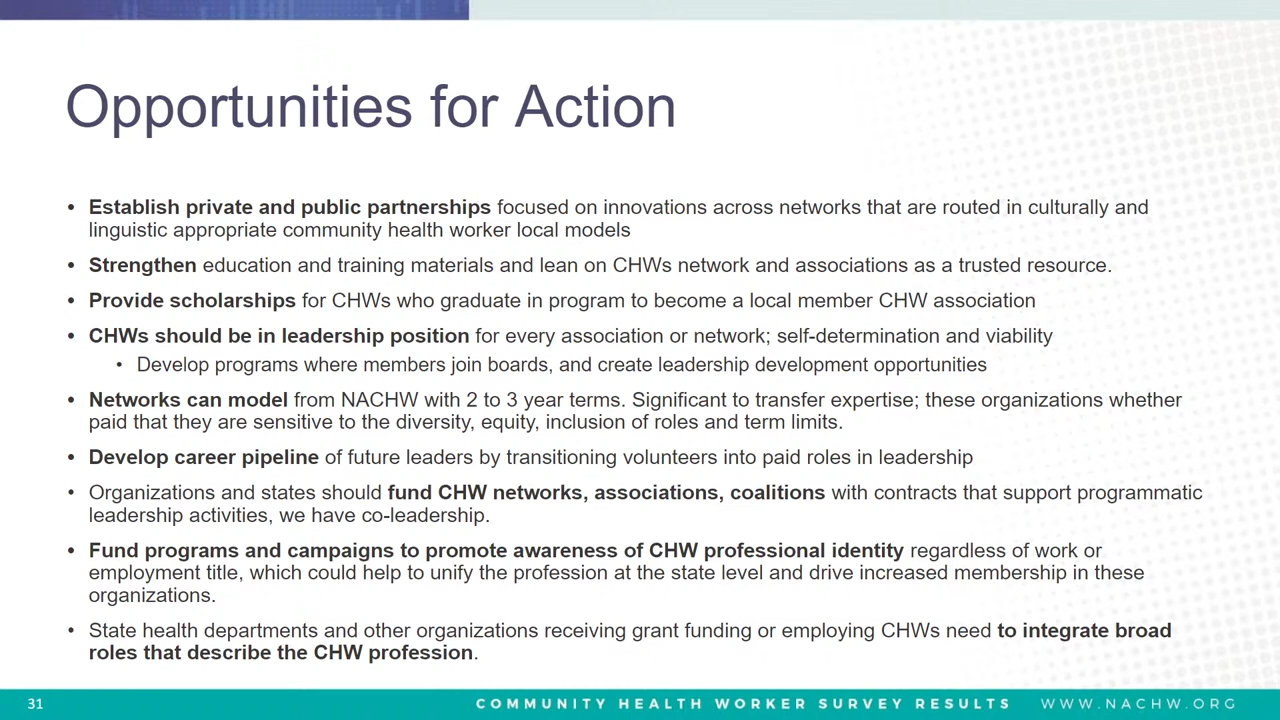 Opportunities for Action
• Establish private and public partnerships focused on innovations across networks that are routed in culturally and
linguistic appropriate community health worker local models
• Strengthen education and training materials and lean on CHWs network and associations as a trusted resource.
• Provide scholarships for CHWs who graduate in program to become a local member CHW association
• CHWs should be in leadership position for every association or network; self-determination and viability
• Develop programs where members join boards, and create leadership development opportunities
• Networks can model from NACHW with 2 to 3 year terms. Significant to transfer expertise; these organizations whether
paid that they are sensitive to the diversity, equity, inclusion of roles and term limits.
• Develop career pipeline of future leaders by transitioning volunteers into paid roles in leadership
• Organizations and states should fund CHW networks, associations, coalitions with contracts that support programmatic
leadership activities, we have co-leadership.
• Fund programs and campaigns to promote awareness of CHW professional identity regardless of work or
employment title, which could help to unify the profession at the state level and drive increased membership in these
organizations.
• State health departments and other organizations receiving grant funding or employing CHWs need to integrate broad
roles that describe the CHW profession.
31 COMMUNITY HEALTH WORKER SURVEY RESULTS WWW.NACHW.ORG